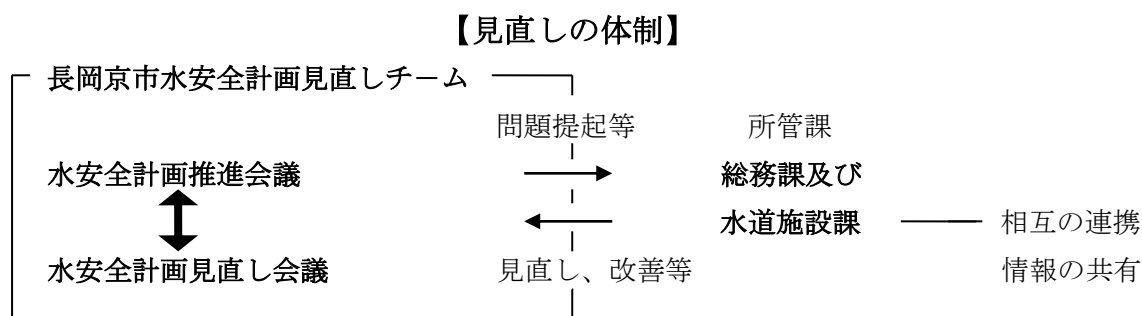 【見直しの体制】
長岡京市水安全計画見直しチーム
問題提起等 所管課
水安全計画推進会議 総務課及び
水道施設課 相互の連携
水安全計画見直し会議 見直し、改善等 情報の共有